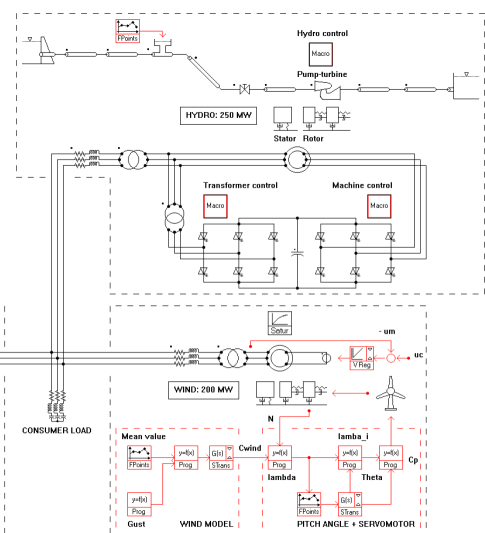 Hydro control
FPoints
Macro
Pump-turbine
HYDRO: 250 MW
Stator Rotor
Transformer control
Machine control
Macro
Macro
Satur
- um
uc
V Reg
WIND: 200 MW
N
CONSUMER LOAD
Mean value
Cwind
lamba_i
FPoints
y=f(x)
Prog
G(s)
STrans
y=f(x)
Prog
y=f(x)
Prog
y=f(x)
Prog
Cp
lambda
Theta
y=f(x)
Prog
FPoints
G(s)
STrans
Gust
WIND MODEL
PITCH ANGLE + SERVOMOTOR